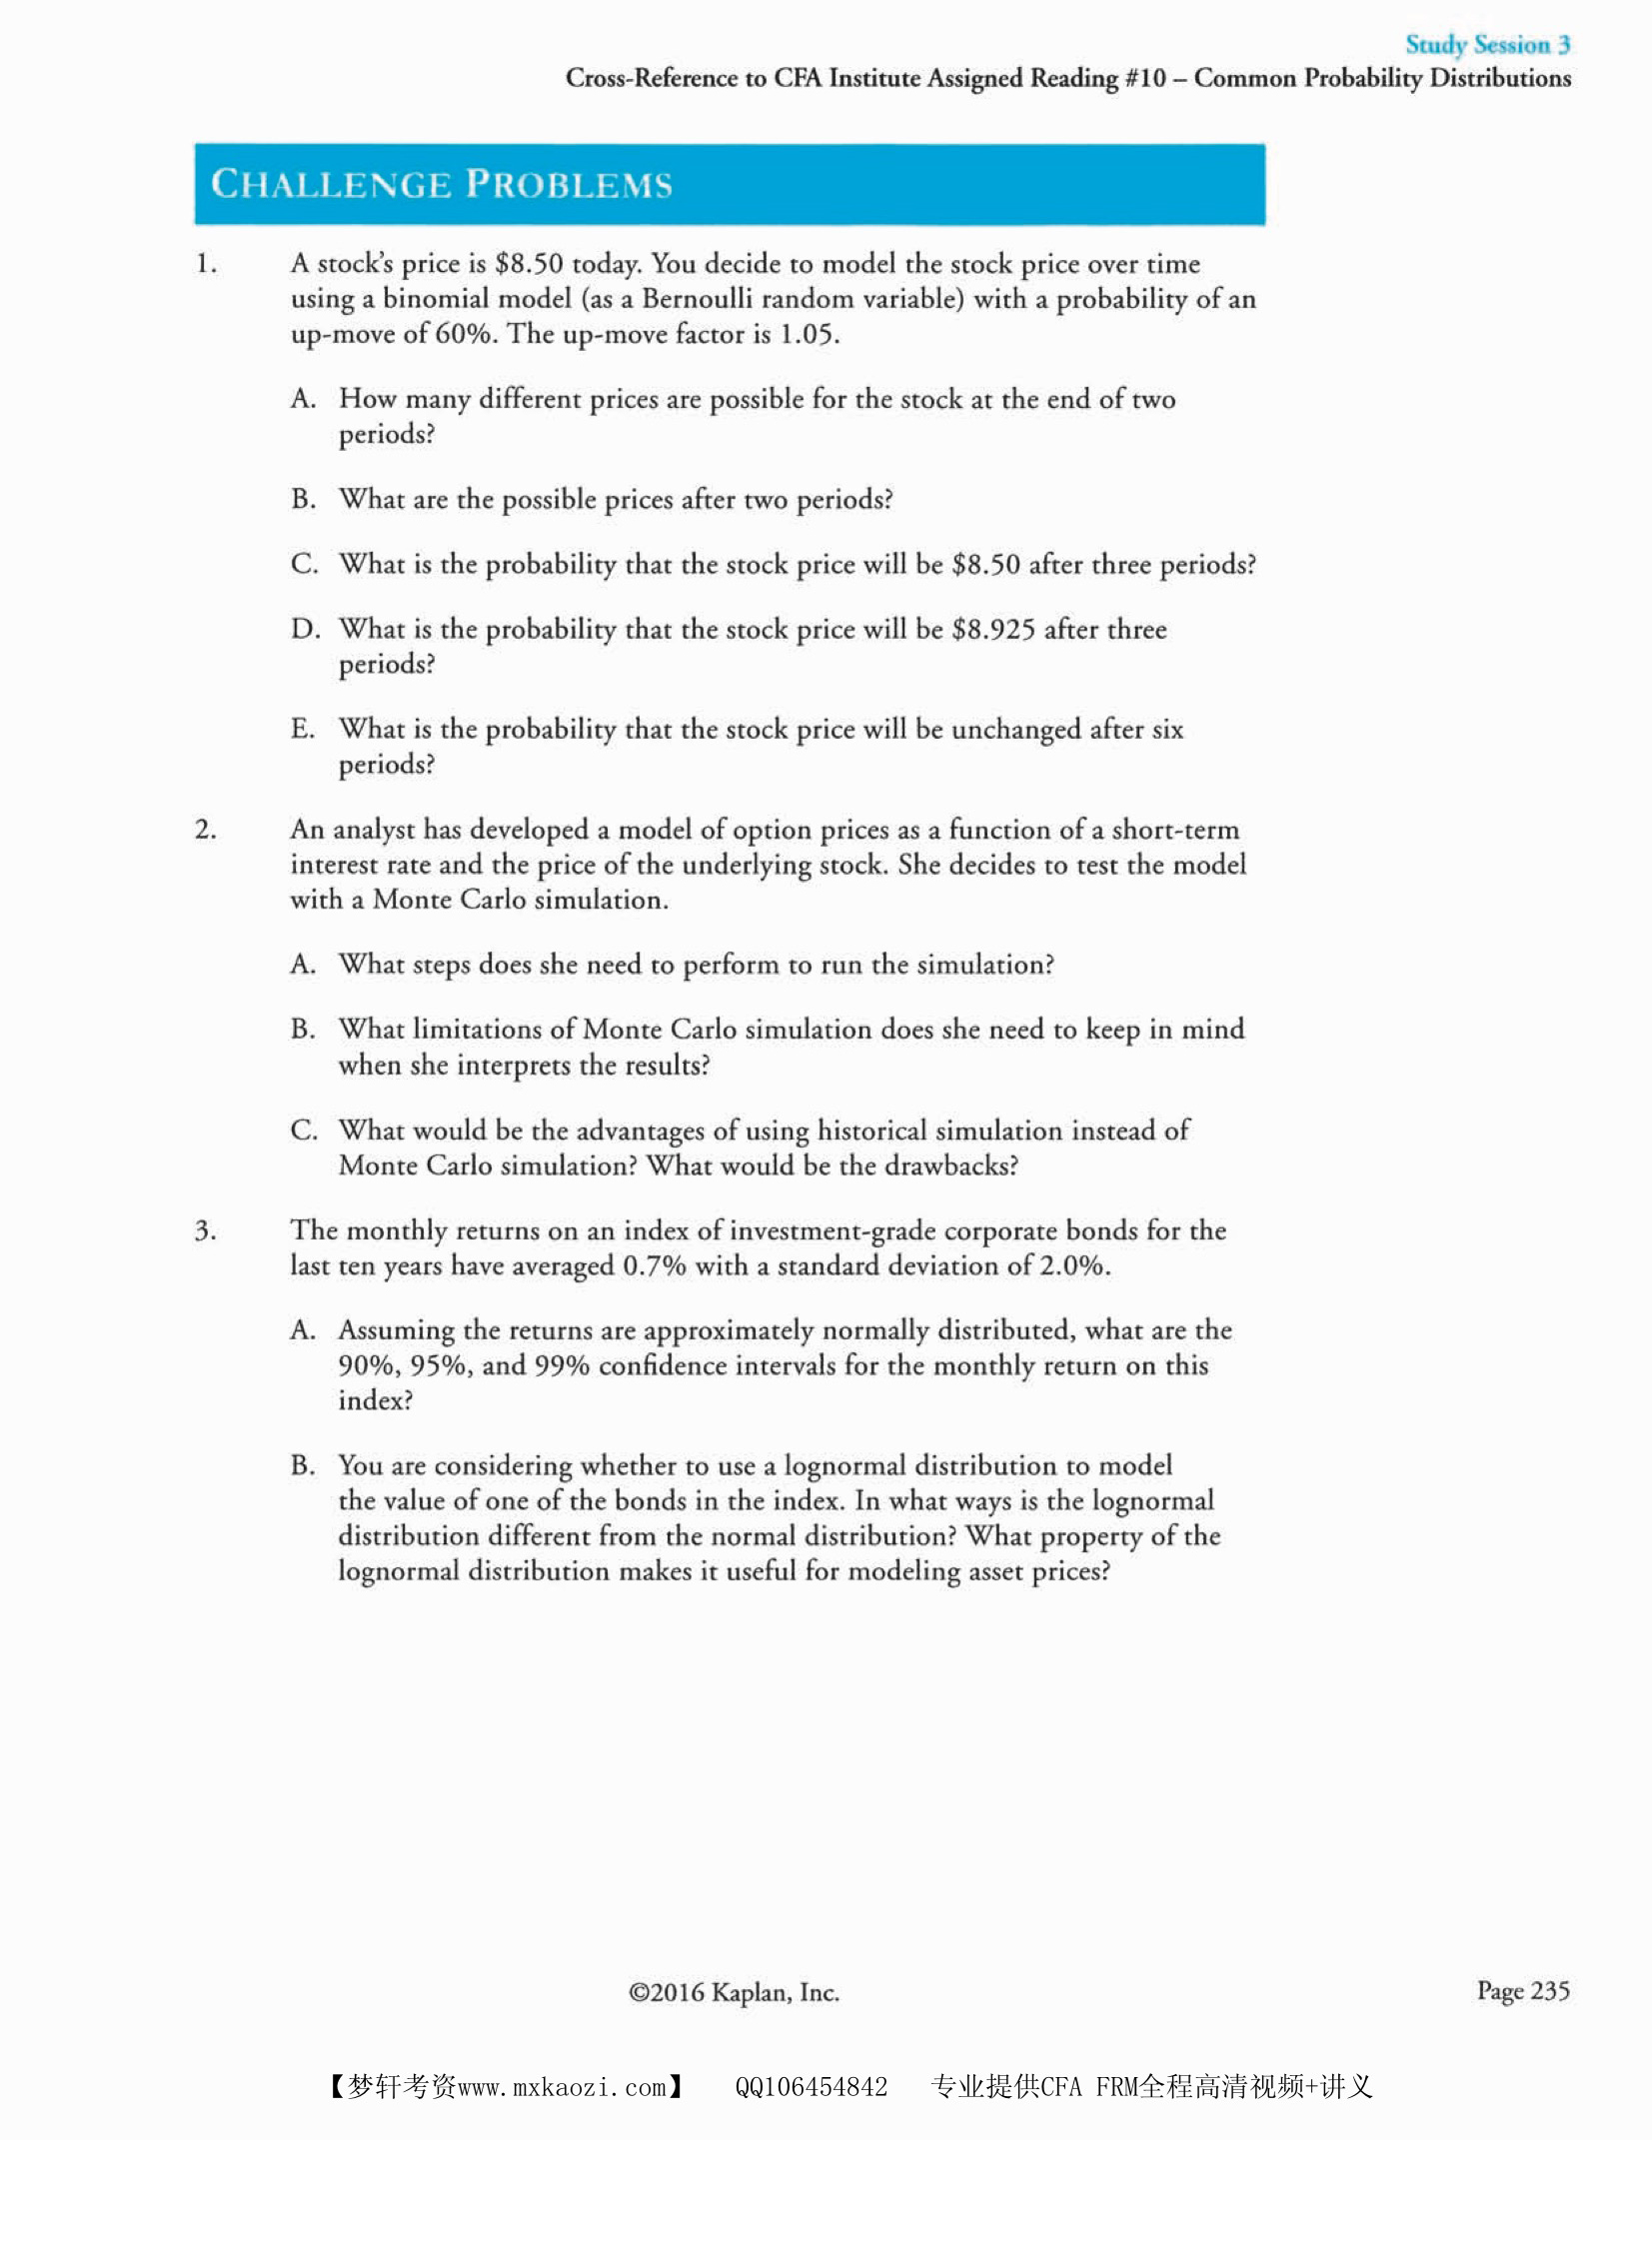 Study Session 3
Cross-Reference to CFA Institute Assigned Reading #10 – Common Probability Distributions
CHALLENGE PROBLEMS
1. A stock's price is $8.50 today. You decide to model the stock price over time
using a binomial model (as a Bernoulli random variable) with a probability of an
up-move of 60%. The up-move factor is 1.05.
A. How many different prices are possible for the stock at the end of two
periods?
B. What are the possible prices after two periods?
C. What is the probability that the stock price will be $8.50 after three periods?
D. What is the probability that the stock price will be $8.925 after three
periods?
E. What is the probability that the stock price will be unchanged after six
periods?
2. An analyst has developed a model of option prices as a function of a short-term
interest rate and the price of the underlying stock. She decides to test the model
with a Monte Carlo simulation.
A. What steps does she need to perform to run the simulation?
B. What limitations of Monte Carlo simulation does she need to keep in mind
when she interprets the results?
C. What would be the advantages of using historical simulation instead of
Monte Carlo simulation? What would be the drawbacks?
3. The monthly returns on an index of investment-grade corporate bonds for the
last ten years have averaged 0.7% with a standard deviation of 2.0%.
A. Assuming the returns are approximately normally distributed, what are the
90%, 95%, and 99% confidence intervals for the monthly return on this
index?
B. You are considering whether to use a lognormal distribution to model
the value of one of the bonds in the index. In what ways is the lognormal
distribution different from the normal distribution? What property of the
lognormal distribution makes it useful for modeling asset prices?
©2016 Kaplan, Inc. Page 235
【梦轩考资www.mxkaozi.com】 QQ106454842 专业提供CFA FRM全程高清视频+讲义